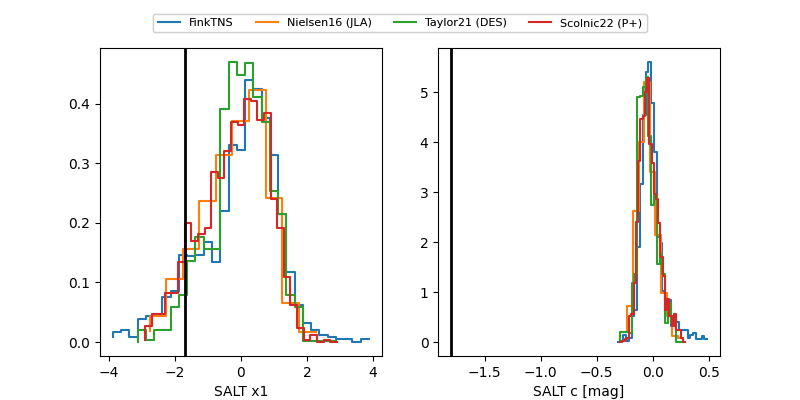 FinkTNS Nielsen16 (JLA) Taylor21 (DES) Scolnic22 (P+)
0.4
0.3
0.2
0.1
0.0
−4 −2 0 2 4
SALT x1
5
4
3
2
1
0
−1.5 −1.0 −0.5 0.0 0.5
SALT c [mag]